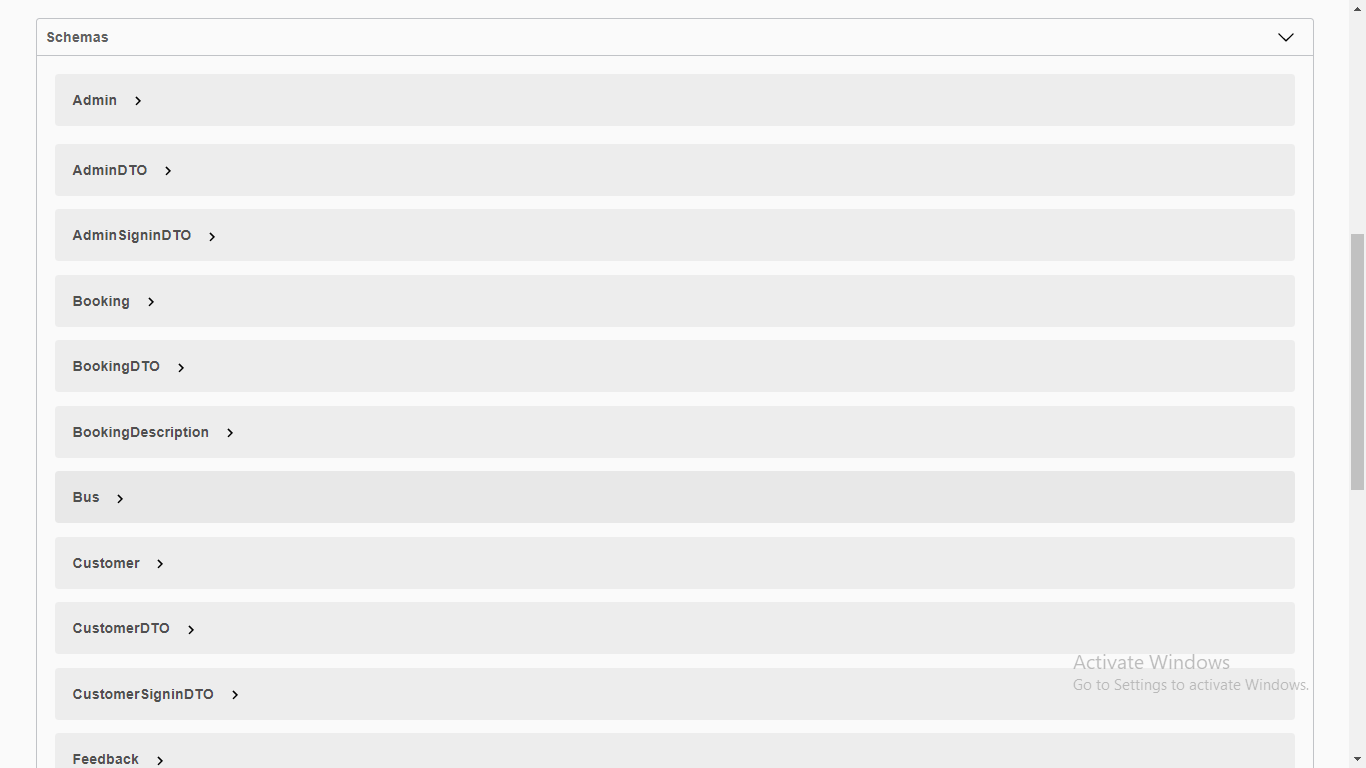 Schemas
Admin
AdminDTO
AdminSigninDTO
Booking
BookingDTO
BookingDescription
Bus
Customer
CustomerDTO
Activate Windows
Go to Settings to activate Windows.
CustomerSigninDTO
Feedback